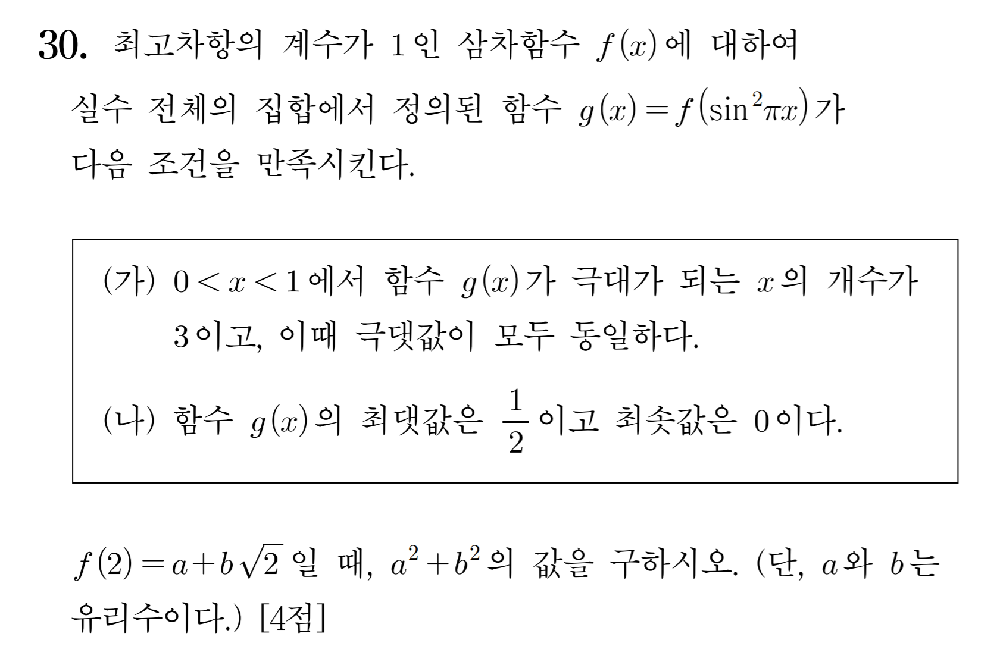 30. 최고차항의 계수가 1인 삼차함수 f(x)에 대하여
실수 전체의 집합에서 정의된 함수 g(x)=f(sin²πx)가
다음 조건을 만족시킨다.
(가) 0<x<1에서 함수 g(x)가 극대가 되는 x의 개수가
3이고, 이때 극댓값이 모두 동일하다.
(나) 함수 g(x)의 최댓값은 1/2이고 최솟값은 0이다.
f(2)=a+b√2일 때, a²+b²의 값을 구하시오. (단, a와 b는
유리수이다.) [4점]